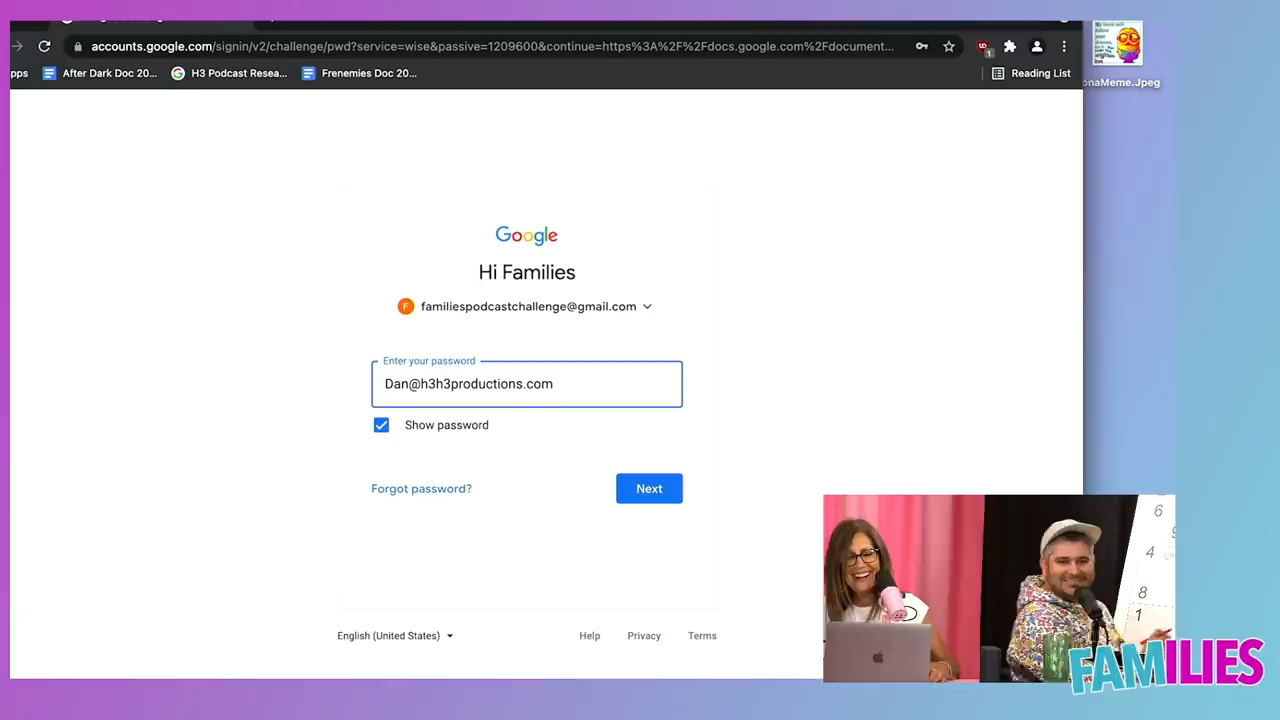 accounts.google.com/signin/v2/challenge/pwd?service=wise&passive=1209600&continue=https%3A%2F%2Fdocs.google.com%2Fdocument...
1
pps
After Dark Doc 20...
H3 Podcast Resea...
Frenemies Doc 20...
Reading List
onaMeme.Jpeg
Google
Hi Families
F familiespodcastchallenge@gmail.com
Enter your password
Dan@h3h3productions.com
Show password
Forgot password?
Next
6
4
8
1
English (United States)
Help
Privacy
Terms
FAMILIES